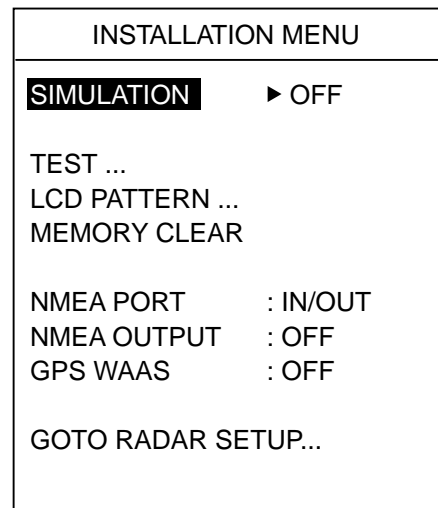 INSTALLATION MENU
SIMULATION ▶ OFF
TEST ...
LCD PATTERN ...
MEMORY CLEAR
NMEA PORT : IN/OUT
NMEA OUTPUT : OFF
GPS WAAS : OFF
GOTO RADAR SETUP...